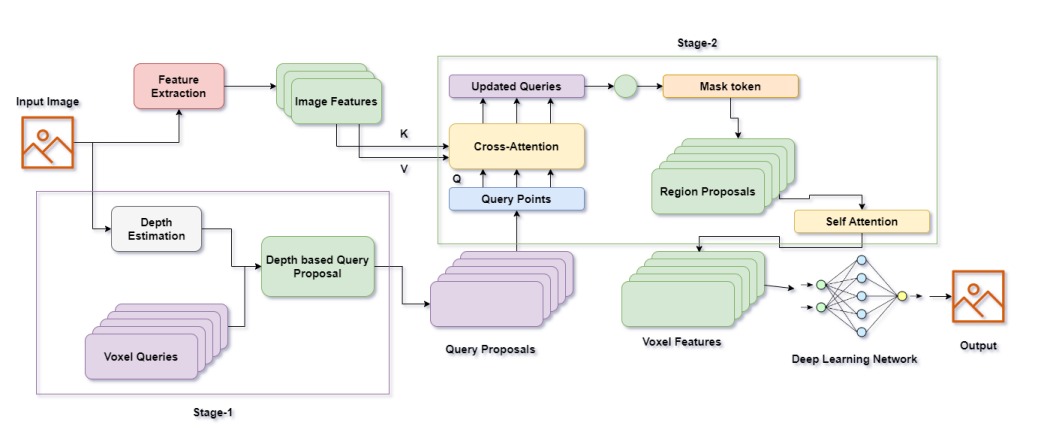 Stage-2
Feature
Extraction
Updated Queries
Mask token
Input Image
Image Features
K
Cross-Attention
V
Q
Query Points
Region Proposals
Self Attention
Depth
Estimation
Depth based Query
Proposal
Voxel Queries
Query Proposals
Voxel Features
Deep Learning Network
Output
Stage-1